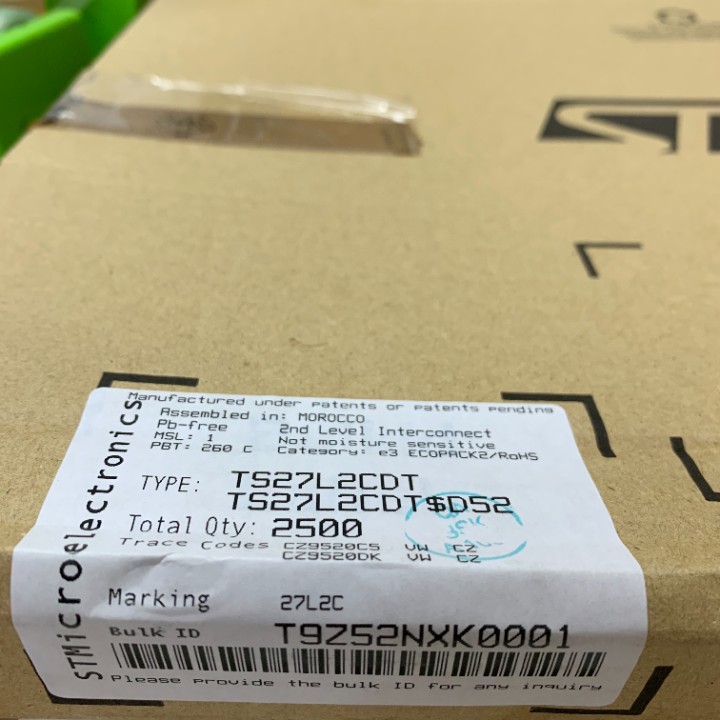 Manufactured under patents or patents pending
Assembled in: MOROCCO
Pb-free 2nd Level Interconnect
MSL: 1 Not moisture sensitive
PBT: 260 C Category: e3 ECOPACK2/RoHS
STMicroelectronics
TYPE: TS27L2CDT
TS27L2CDT$D52
Total Qty: 2500
Trace Codes CZ9520C5 VW CZ
CZ9520DK VW CZ
Marking 27L2C
Bulk ID T9Z52NXK0001
Please provide the bulk ID for any inquiry